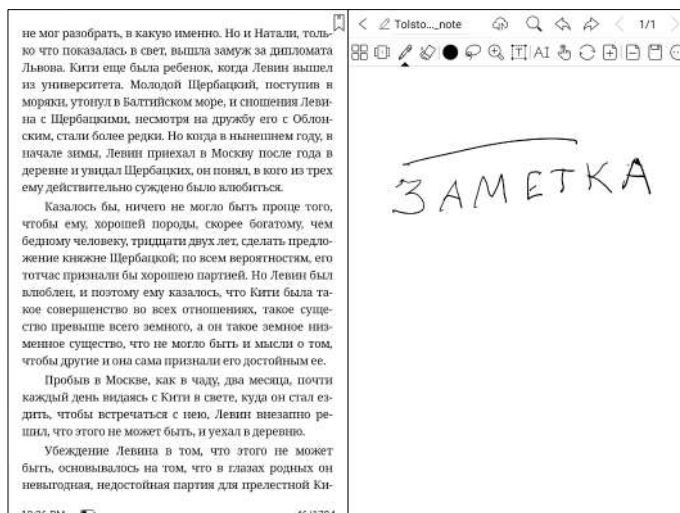 не мог разобрать, в какую именно. Но и Натали, толь-
ко что показалась в свет, вышла замуж за дипломата
Львова. Кити еще была ребенок, когда Левин вышел
из университета. Молодой Щербацкий, поступив в
моряки, утонул в Балтийском море, и сношения Леви-
на с Щербацкими, несмотря на дружбу его с Облон-
ским, стали более редки. Но когда в нынешнем году, в
начале зимы, Левин приехал в Москву после года в
деревне и увидал Щербацких, он понял, в кого из трех
ему действительно суждено было влюбиться.
Казалось бы, ничего не могло быть проще того,
чтобы ему, хорошей породы, скорее богатому, чем
бедному человеку, тридцати двух лет, сделать предло-
жение княжне Щербацкой; по всем вероятностям, его
тотчас признали бы хорошею партией. Но Левин был
влюблен, и поэтому ему казалось, что Кити была та-
кое совершенство во всех отношениях, такое суще-
ство превыше всего земного, а он такое земное низ-
менное существо, что не могло быть и мысли о том,
чтобы другие и она сама признали его достойным ее.
Пробыв в Москве, как в чаду, два месяца, почти
каждый день видаясь с Кити в свете, куда он стал ез-
дить, чтобы встречаться с нею, Левин внезапно ре-
шил, что этого не может быть, и уехал в деревню.
Убеждение Левина в том, что этого не может
быть, основывалось на том, что в глазах родных он
невыгодная, недостойная партия для прелестной Ки-
Tolsto..._note
1/1
AI
ЗАМЕТКА